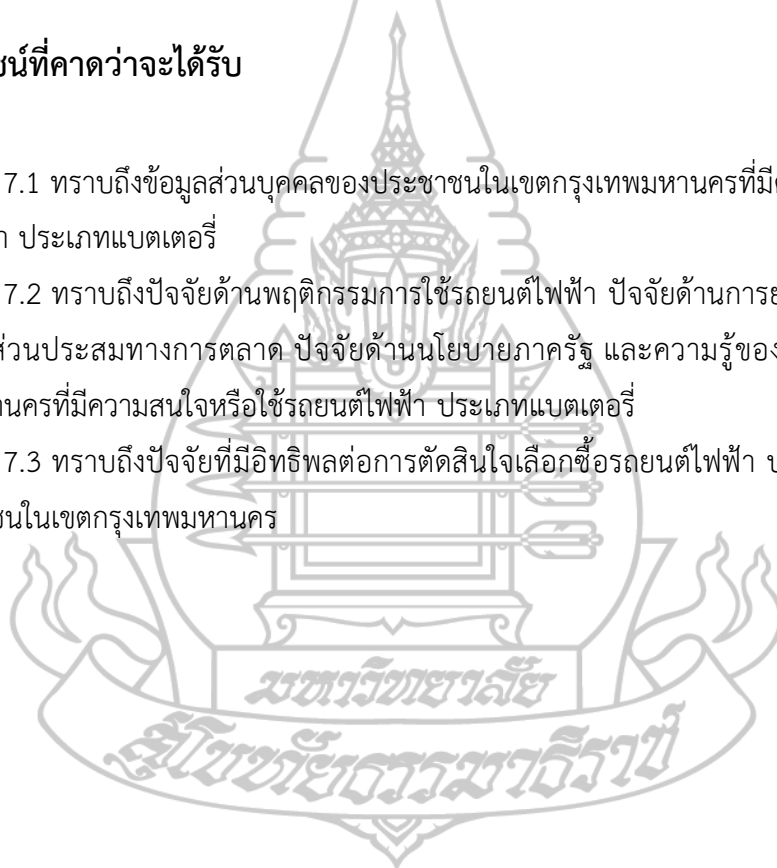 ชน์ที่คาดว่าจะได้รับ
7.1 ทราบถึงข้อมูลส่วนบุคคลของประชาชนในเขตกรุงเทพมหานครที่มี
ประเภทแบตเตอรี่
7.2 ทราบถึงปัจจัยด้านพฤติกรรมการใช้รถยนต์ไฟฟ้า ปัจจัยด้านการย
ส่วนประสมทางการตลาด ปัจจัยด้านนโยบายภาครัฐ และความรู้ของ
านครที่มีความสนใจหรือใช้รถยนต์ไฟฟ้า ประเภทแบตเตอรี่
7.3 ทราบถึงปัจจัยที่มีอิทธิพลต่อการตัดสินใจเลือกซื้อรถยนต์ไฟฟ้า ป
ชนในเขตกรุงเทพมหานคร
มหาวิทยาลัย
สุโขทัยธรรมาธิราช